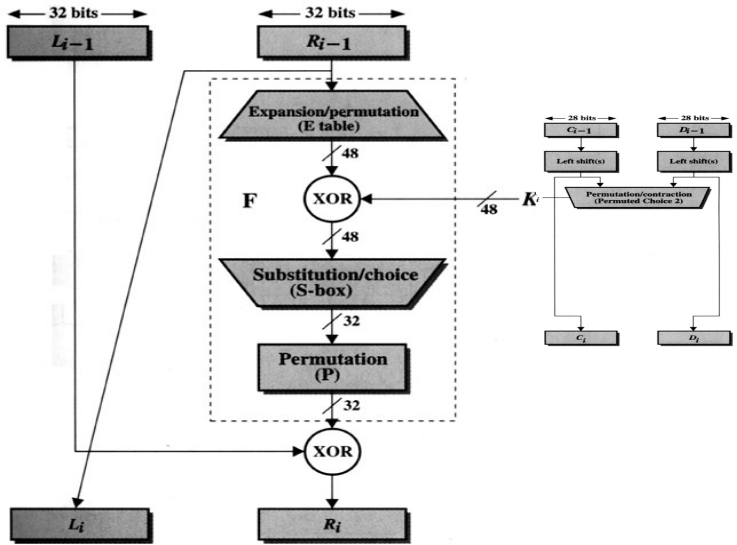 32 bits
32 bits
Li−1
Ri−1
Expansion/permutation
(E table)
48
F
XOR
48
Ki
48
Substitution/choice
(S-box)
32
Permutation
(P)
32
XOR
Li
Ri
28 bits
28 bits
Ci−1
Di−1
Left shift(s)
Left shift(s)
Permutation/contraction
(Permuted Choice 2)
Ci
Di